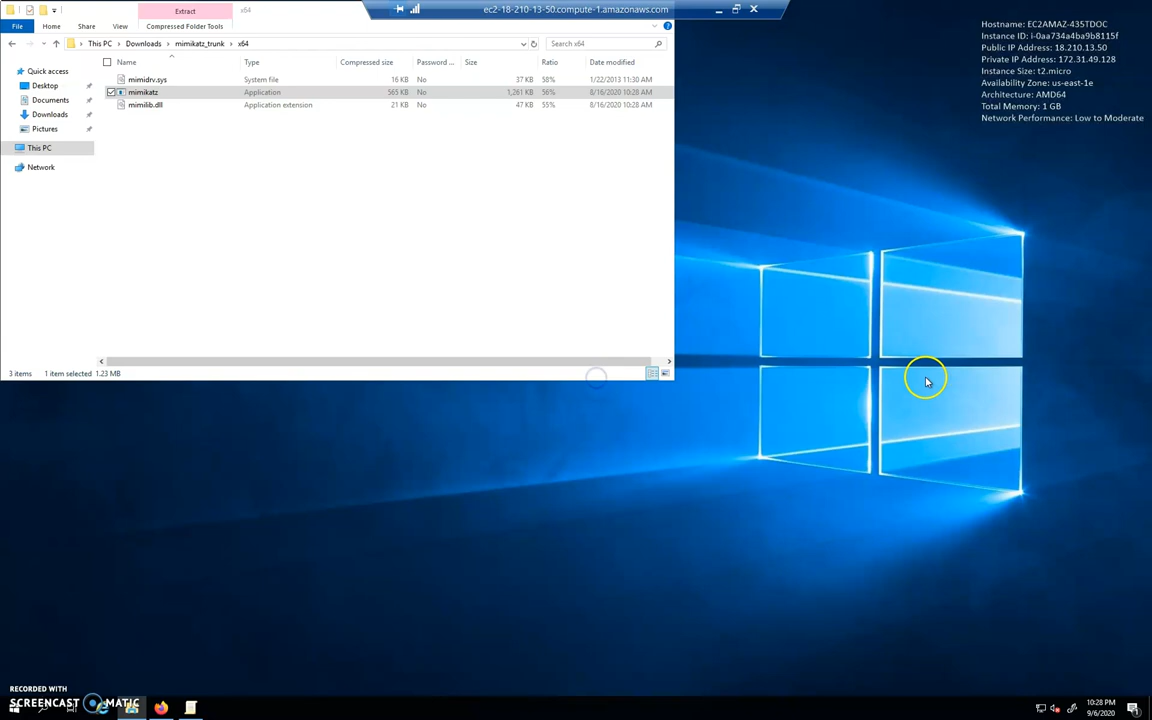 Extract
x64
ec2-18-210-13-50.compute-1.amazonaws.com
File
Home
Share
View
Compressed Folder Tools
This PC
Downloads
mimikatz_trunk
x64
Search x64
Name
Type
Compressed size
Password ...
Size
Ratio
Date modified
mimidrv.sys
System file
16 KB
No
37 KB
58%
1/22/2013 11:30 AM
mimikatz
Application
565 KB
No
1,261 KB
56%
8/16/2020 10:28 AM
mimilib.dll
Application extension
21 KB
No
47 KB
55%
8/16/2020 10:28 AM
Quick access
Desktop
Documents
Downloads
Pictures
This PC
Network
3 items
1 item selected 1.23 MB
Hostname: EC2AMAZ-435TDOC
Instance ID: i-0aa734a4ba9b8115f
Public IP Address: 18.210.13.50
Private IP Address: 172.31.49.128
Instance Size: t2.micro
Availability Zone: us-east-1e
Architecture: AMD64
Total Memory: 1 GB
Network Performance: Low to Moderate
RECORDED WITH
SCREENCAST MATIC
10:28 PM
9/6/2020